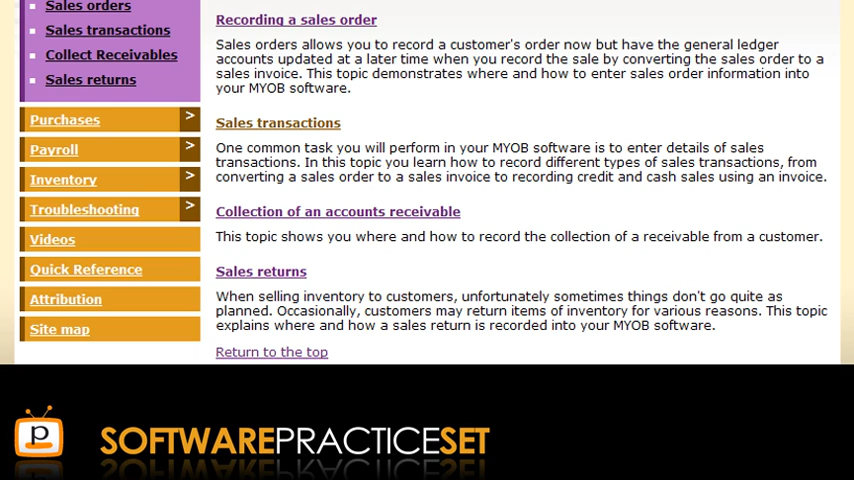 Sales orders
Sales transactions
Collect Receivables
Sales returns
Purchases >
Payroll >
Inventory >
Troubleshooting >
Videos
Quick Reference
Attribution
Site map
Recording a sales order
Sales orders allows you to record a customer's order now but have the general ledger
accounts updated at a later time when you record the sale by converting the sales order to a
sales invoice. This topic demonstrates where and how to enter sales order information into
your MYOB software.
Sales transactions
One common task you will perform in your MYOB software is to enter details of sales
transactions. In this topic you learn how to record different types of sales transactions, from
converting a sales order to a sales invoice to recording credit and cash sales using an invoice.
Collection of an accounts receivable
This topic shows you where and how to record the collection of a receivable from a customer.
Sales returns
When selling inventory to customers, unfortunately sometimes things don't go quite as
planned. Occasionally, customers may return items of inventory for various reasons. This topic
explains where and how a sales return is recorded into your MYOB software.
Return to the top
p
SOFTWAREPRACTICESET